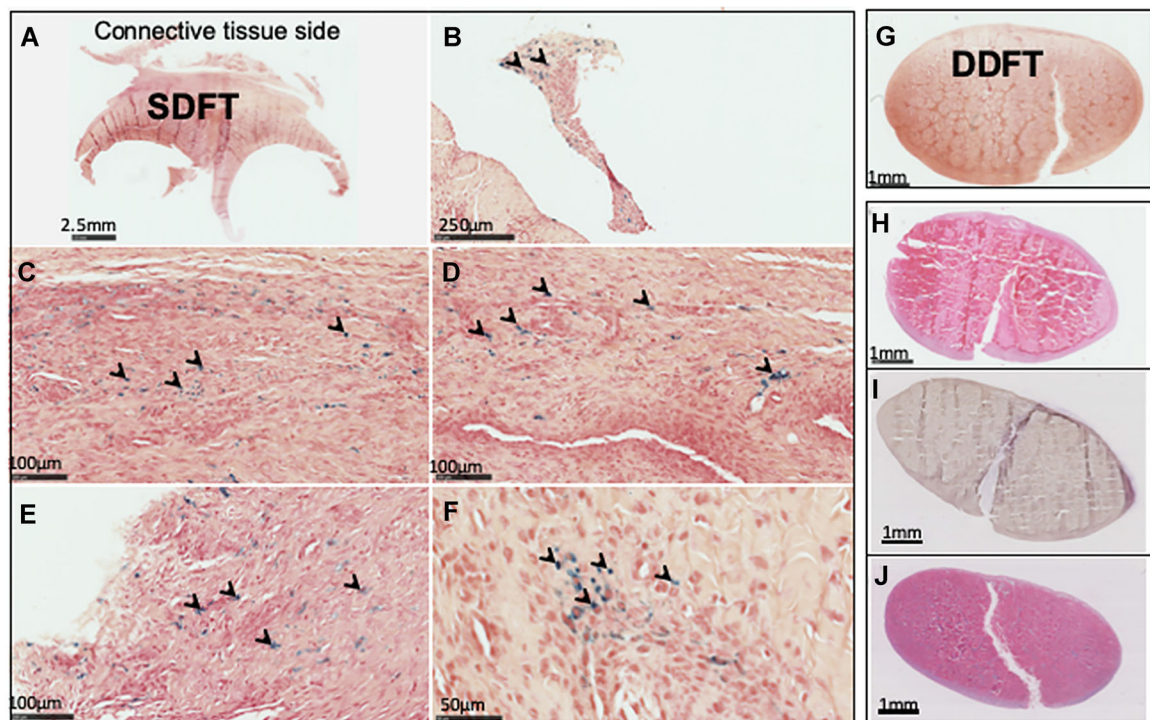 A
Connective tissue side
SDFT
2.5mm
B
250µm
C
100µm
D
100µm
E
100µm
F
50µm
G
DDFT
1mm
H
1mm
I
1mm
J
1mm